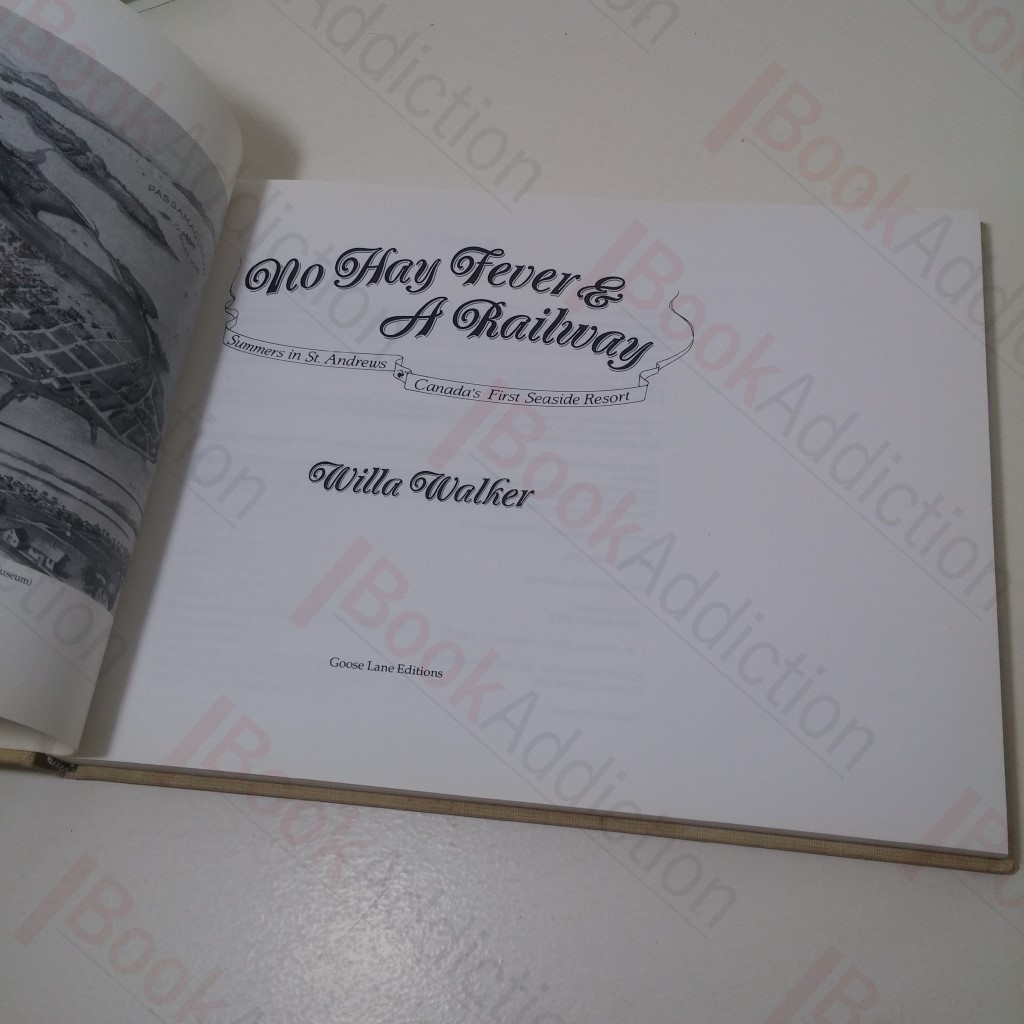 PASSAMAQ
useum)
No Hay Fever &
A Railway
Summers in St. Andrews
Canada's First Seaside Resort
Willa Walker
Goose Lane Editions
BookAddiction